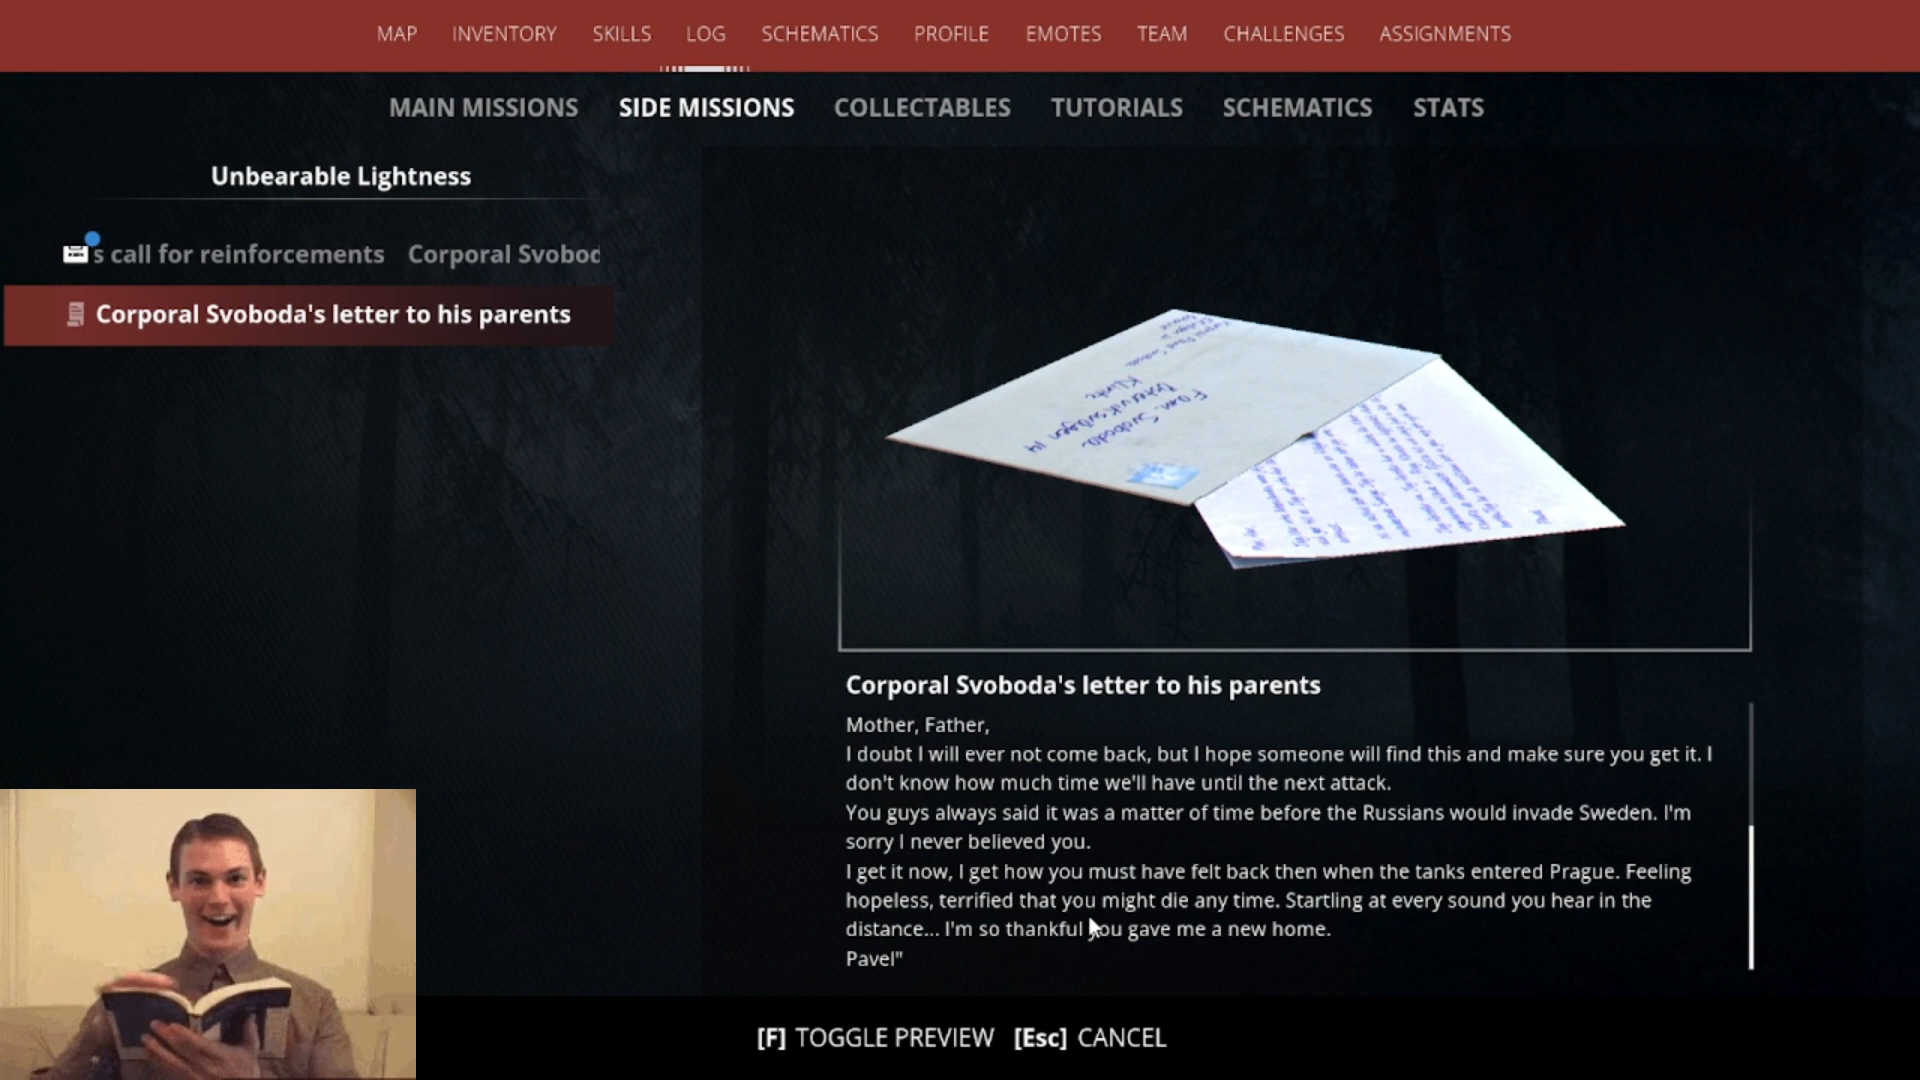 MAP INVENTORY SKILLS LOG SCHEMATICS PROFILE EMOTES TEAM CHALLENGES ASSIGNMENTS
MAIN MISSIONS SIDE MISSIONS COLLECTABLES TUTORIALS SCHEMATICS STATS
Unbearable Lightness
s call for reinforcements Corporal Svobod
Corporal Svoboda's letter to his parents
Fam. Svoboda
Klinte
Corporal Svoboda's letter to his parents
Mother, Father,
I doubt I will ever not come back, but I hope someone will find this and make sure you get it. I
don't know how much time we'll have until the next attack.
You guys always said it was a matter of time before the Russians would invade Sweden. I'm
sorry I never believed you.
I get it now, I get how you must have felt back then when the tanks entered Prague. Feeling
hopeless, terrified that you might die any time. Startling at every sound you hear in the
distance... I'm so thankful you gave me a new home.
Pavel"
[F] TOGGLE PREVIEW [Esc] CANCEL